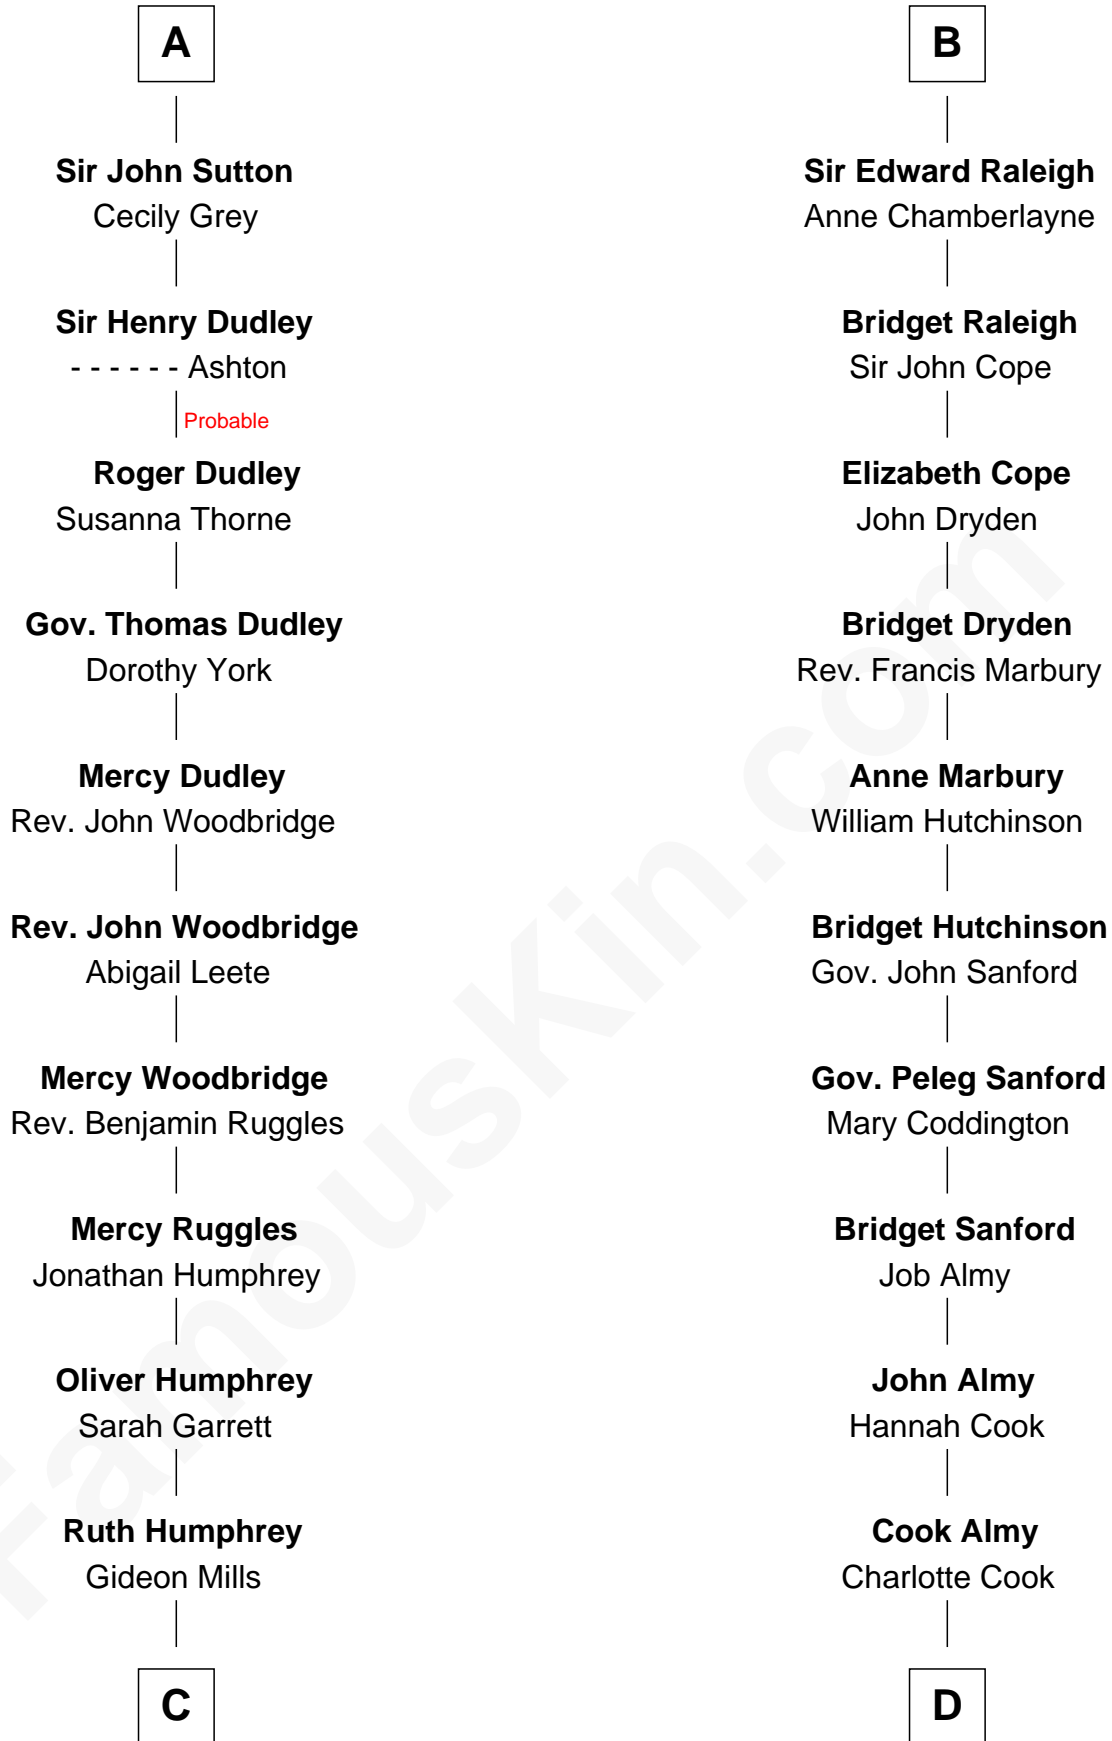 A
Sir John Sutton
Cecily Grey
Sir Henry Dudley
- - - - - - Ashton
Probable
Roger Dudley
Susanna Thorne
Gov. Thomas Dudley
Dorothy York
Mercy Dudley
Rev. John Woodbridge
Rev. John Woodbridge
Abigail Leete
Mercy Woodbridge
Rev. Benjamin Ruggles
Mercy Ruggles
Jonathan Humphrey
Oliver Humphrey
Sarah Garrett
Ruth Humphrey
Gideon Mills
C
B
Sir Edward Raleigh
Anne Chamberlayne
Bridget Raleigh
Sir John Cope
Elizabeth Cope
John Dryden
Bridget Dryden
Rev. Francis Marbury
Anne Marbury
William Hutchinson
Bridget Hutchinson
Gov. John Sanford
Gov. Peleg Sanford
Mary Coddington
Bridget Sanford
Job Almy
John Almy
Hannah Cook
Cook Almy
Charlotte Cook
D
FamousKin.com